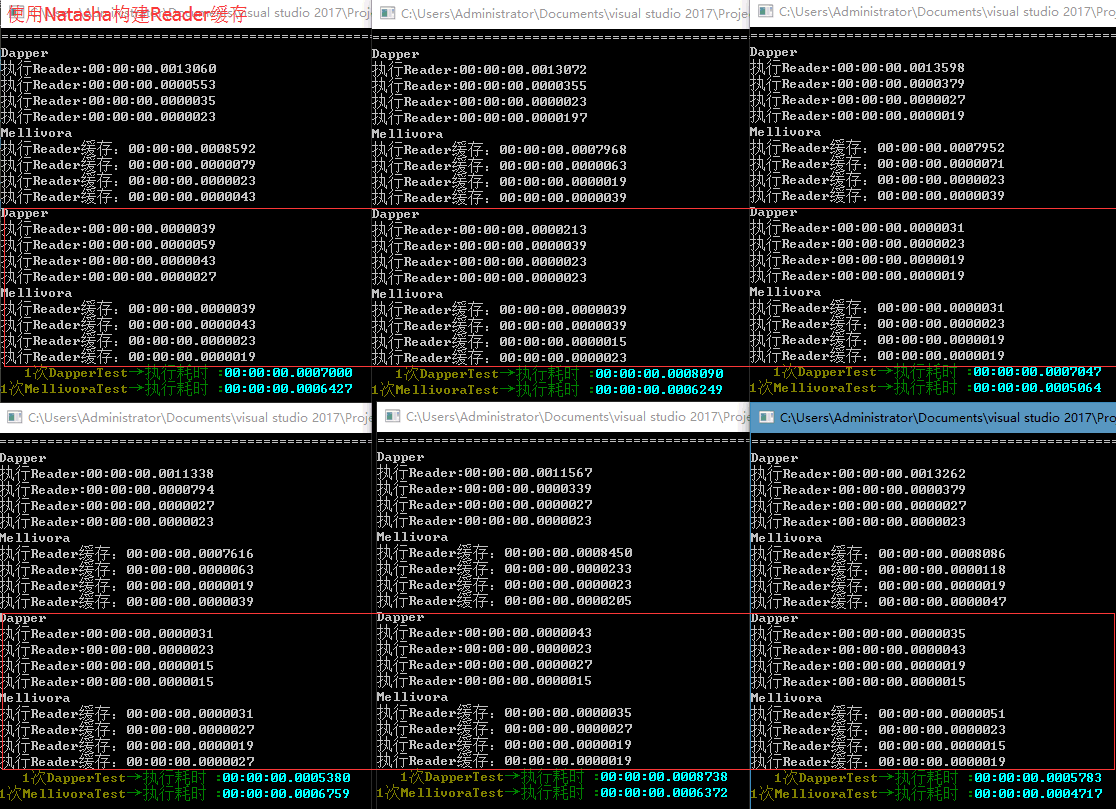 使用Natasha构建Reader缓存
visual studio 2017\Proj
Dapper
执行Reader:00:00:00.0013060
执行Reader:00:00:00.0000553
执行Reader:00:00:00.0000035
执行Reader:00:00:00.0000023
Mellivora
执行Reader缓存: 00:00:00.0008592
执行Reader缓存: 00:00:00.0000079
执行Reader缓存: 00:00:00.0000023
执行Reader缓存: 00:00:00.0000043
Dapper
执行Reader:00:00:00.0000039
执行Reader:00:00:00.0000059
执行Reader:00:00:00.0000043
执行Reader:00:00:00.0000027
Mellivora
执行Reader缓存: 00:00:00.0000039
执行Reader缓存: 00:00:00.0000043
执行Reader缓存: 00:00:00.0000023
执行Reader缓存: 00:00:00.0000019
1次DapperTest→执行耗时 :00:00:00.0007000
1次MellivoraTest→执行耗时 :00:00:00.0006427
C:\Users\Administrator\Documents\visual studio 2017\Proje
Dapper
执行Reader:00:00:00.0013072
执行Reader:00:00:00.0000355
执行Reader:00:00:00.0000023
执行Reader:00:00:00.0000197
Mellivora
执行Reader缓存: 00:00:00.0007968
执行Reader缓存: 00:00:00.0000063
执行Reader缓存: 00:00:00.0000019
执行Reader缓存: 00:00:00.0000039
Dapper
执行Reader:00:00:00.0000213
执行Reader:00:00:00.0000039
执行Reader:00:00:00.0000023
执行Reader:00:00:00.0000023
Mellivora
执行Reader缓存: 00:00:00.0000039
执行Reader缓存: 00:00:00.0000039
执行Reader缓存: 00:00:00.0000015
执行Reader缓存: 00:00:00.0000023
1次DapperTest→执行耗时 :00:00:00.0008090
1次MellivoraTest→执行耗时 :00:00:00.0006249
C:\Users\Administrator\Documents\visual studio 2017\Pro
Dapper
执行Reader:00:00:00.0013598
执行Reader:00:00:00.0000379
执行Reader:00:00:00.0000027
执行Reader:00:00:00.0000019
Mellivora
执行Reader缓存: 00:00:00.0007952
执行Reader缓存: 00:00:00.0000071
执行Reader缓存: 00:00:00.0000023
执行Reader缓存: 00:00:00.0000039
Dapper
执行Reader:00:00:00.0000031
执行Reader:00:00:00.0000023
执行Reader:00:00:00.0000019
执行Reader:00:00:00.0000019
Mellivora
执行Reader缓存: 00:00:00.0000031
执行Reader缓存: 00:00:00.0000023
执行Reader缓存: 00:00:00.0000019
执行Reader缓存: 00:00:00.0000019
1次DapperTest→执行耗时 :00:00:00.0007047
1次MellivoraTest→执行耗时 :00:00:00.0005064
C:\Users\Administrator\Documents\visual studio 2017\Proje
Dapper
执行Reader:00:00:00.0011338
执行Reader:00:00:00.0000794
执行Reader:00:00:00.0000027
执行Reader:00:00:00.0000023
Mellivora
执行Reader缓存: 00:00:00.0007616
执行Reader缓存: 00:00:00.0000063
执行Reader缓存: 00:00:00.0000019
执行Reader缓存: 00:00:00.0000039
Dapper
执行Reader:00:00:00.0000031
执行Reader:00:00:00.0000023
执行Reader:00:00:00.0000015
执行Reader:00:00:00.0000015
Mellivora
执行Reader缓存: 00:00:00.0000031
执行Reader缓存: 00:00:00.0000027
执行Reader缓存: 00:00:00.0000019
执行Reader缓存: 00:00:00.0000027
1次DapperTest→执行耗时 :00:00:00.0005380
1次MellivoraTest→执行耗时 :00:00:00.0006759
C:\Users\Administrator\Documents\visual studio 2017\Proje
Dapper
执行Reader:00:00:00.0011567
执行Reader:00:00:00.0000339
执行Reader:00:00:00.0000027
执行Reader:00:00:00.0000023
Mellivora
执行Reader缓存: 00:00:00.0008450
执行Reader缓存: 00:00:00.0000233
执行Reader缓存: 00:00:00.0000023
执行Reader缓存: 00:00:00.0000205
Dapper
执行Reader:00:00:00.0000043
执行Reader:00:00:00.0000023
执行Reader:00:00:00.0000027
执行Reader:00:00:00.0000015
Mellivora
执行Reader缓存: 00:00:00.0000035
执行Reader缓存: 00:00:00.0000027
执行Reader缓存: 00:00:00.0000019
执行Reader缓存: 00:00:00.0000019
1次DapperTest→执行耗时 :00:00:00.0008738
1次MellivoraTest→执行耗时 :00:00:00.0006372
C:\Users\Administrator\Documents\visual studio 2017\Pro
Dapper
执行Reader:00:00:00.0013262
执行Reader:00:00:00.0000379
执行Reader:00:00:00.0000027
执行Reader:00:00:00.0000023
Mellivora
执行Reader缓存: 00:00:00.0008086
执行Reader缓存: 00:00:00.0000118
执行Reader缓存: 00:00:00.0000019
执行Reader缓存: 00:00:00.0000047
Dapper
执行Reader:00:00:00.0000035
执行Reader:00:00:00.0000043
执行Reader:00:00:00.0000019
执行Reader:00:00:00.0000015
Mellivora
执行Reader缓存: 00:00:00.0000051
执行Reader缓存: 00:00:00.0000023
执行Reader缓存: 00:00:00.0000015
执行Reader缓存: 00:00:00.0000019
1次DapperTest→执行耗时 :00:00:00.0005783
1次MellivoraTest→执行耗时 :00:00:00.0004717